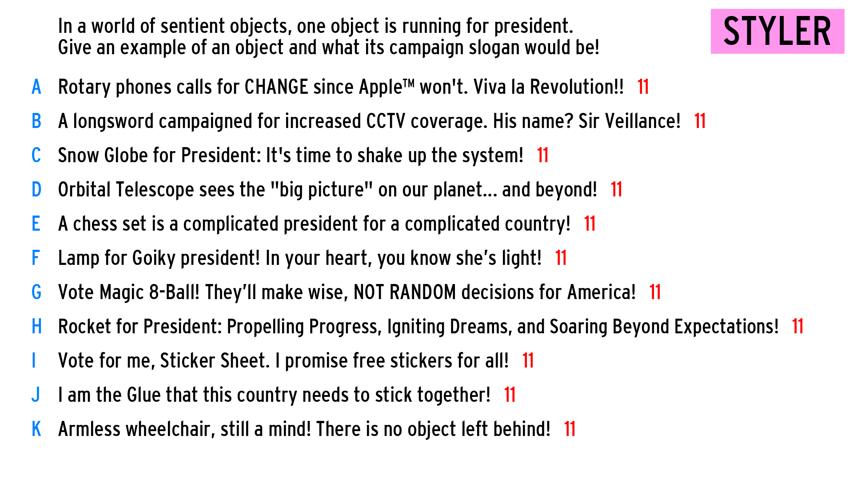 In a world of sentient objects, one object is running for president.
Give an example of an object and what its campaign slogan would be!
STYLER
A Rotary phones calls for CHANGE since Apple™ won't. Viva la Revolution!! 11
B A longsword campaigned for increased CCTV coverage. His name? Sir Veillance! 11
C Snow Globe for President: It's time to shake up the system! 11
D Orbital Telescope sees the "big picture" on our planet... and beyond! 11
E A chess set is a complicated president for a complicated country! 11
F Lamp for Goiky president! In your heart, you know she’s light! 11
G Vote Magic 8-Ball! They’ll make wise, NOT RANDOM decisions for America! 11
H Rocket for President: Propelling Progress, Igniting Dreams, and Soaring Beyond Expectations! 11
I Vote for me, Sticker Sheet. I promise free stickers for all! 11
J I am the Glue that this country needs to stick together! 11
K Armless wheelchair, still a mind! There is no object left behind! 11